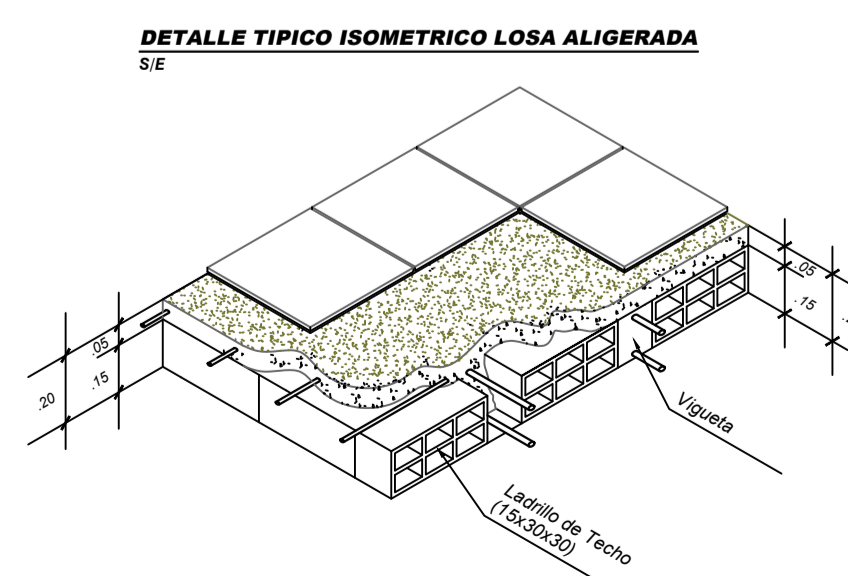 DETALLE TIPICO ISOMETRICO LOSA ALIGERADA
S/E
.05
.15
.20
.05
.15
Vigueta
Ladrillo de Techo
(15x30x30)